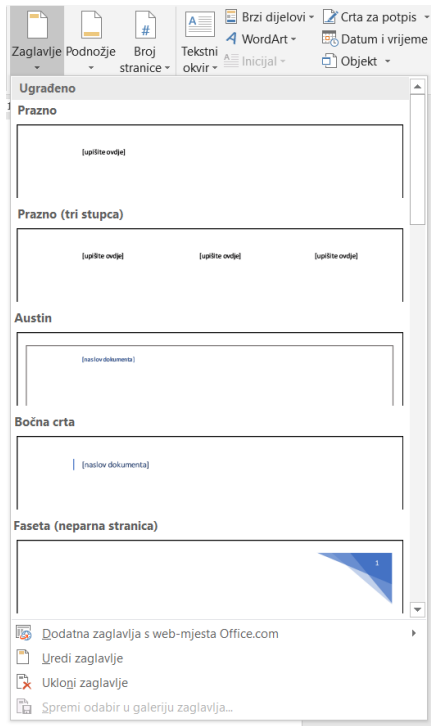 Zaglavlje Podnožje Broj stranice Tekstni okvir
Brzi dijelovi
WordArt
Inicijal
Crta za potpis
Datum i vrijeme
Objekt
Ugrađeno
Prazno
[upišite ovdje]
Prazno (tri stupca)
[upišite ovdje] [upišite ovdje] [upišite ovdje]
Austin
[naslov dokumenta]
Bočna crta
[naslov dokumenta]
Faseta (neparna stranica)
1
Dodatna zaglavlja s web-mjesta Office.com
Uredi zaglavlje
Ukloni zaglavlje
Spremi odabir u galeriju zaglavlja...